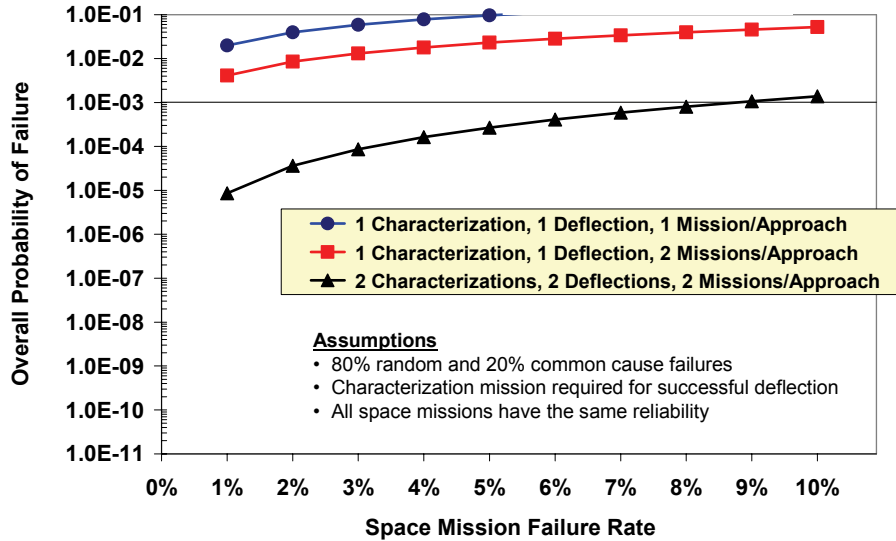 Overall Probability of Failure
1.0E-01
1.0E-02
1.0E-03
1.0E-04
1.0E-05
1.0E-06
1.0E-07
1.0E-08
1.0E-09
1.0E-10
1.0E-11
1 Characterization, 1 Deflection, 1 Mission/Approach
1 Characterization, 1 Deflection, 2 Missions/Approach
2 Characterizations, 2 Deflections, 2 Missions/Approach
Assumptions
• 80% random and 20% common cause failures
• Characterization mission required for successful deflection
• All space missions have the same reliability
0% 1% 2% 3% 4% 5% 6% 7% 8% 9% 10%
Space Mission Failure Rate